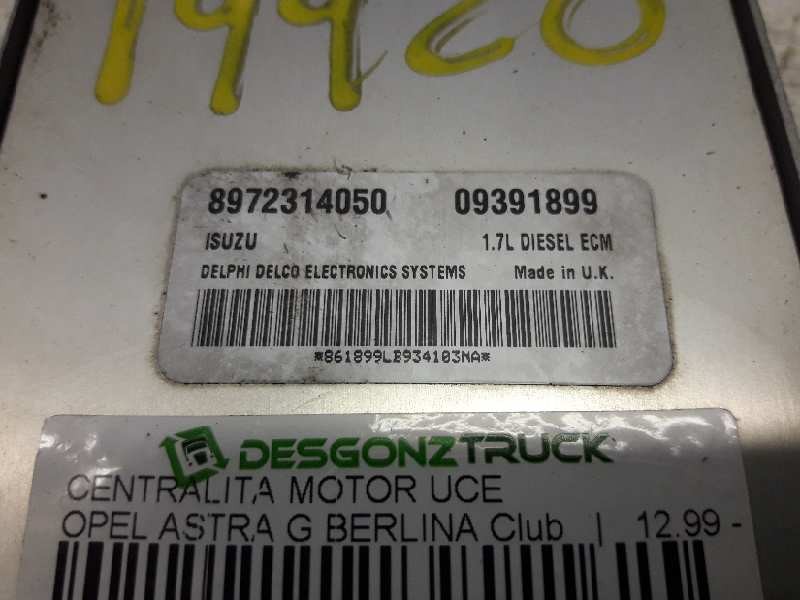 19920
8972314050 09391899
ISUZU 1.7L DIESEL ECM
DELPHI DELCO ELECTRONICS SYSTEMS Made in U.K.
*861899LB934103NA*
DESGONZTRUCK
CENTRALITA MOTOR UCE
OPEL ASTRA G BERLINA Club | 12.99 -